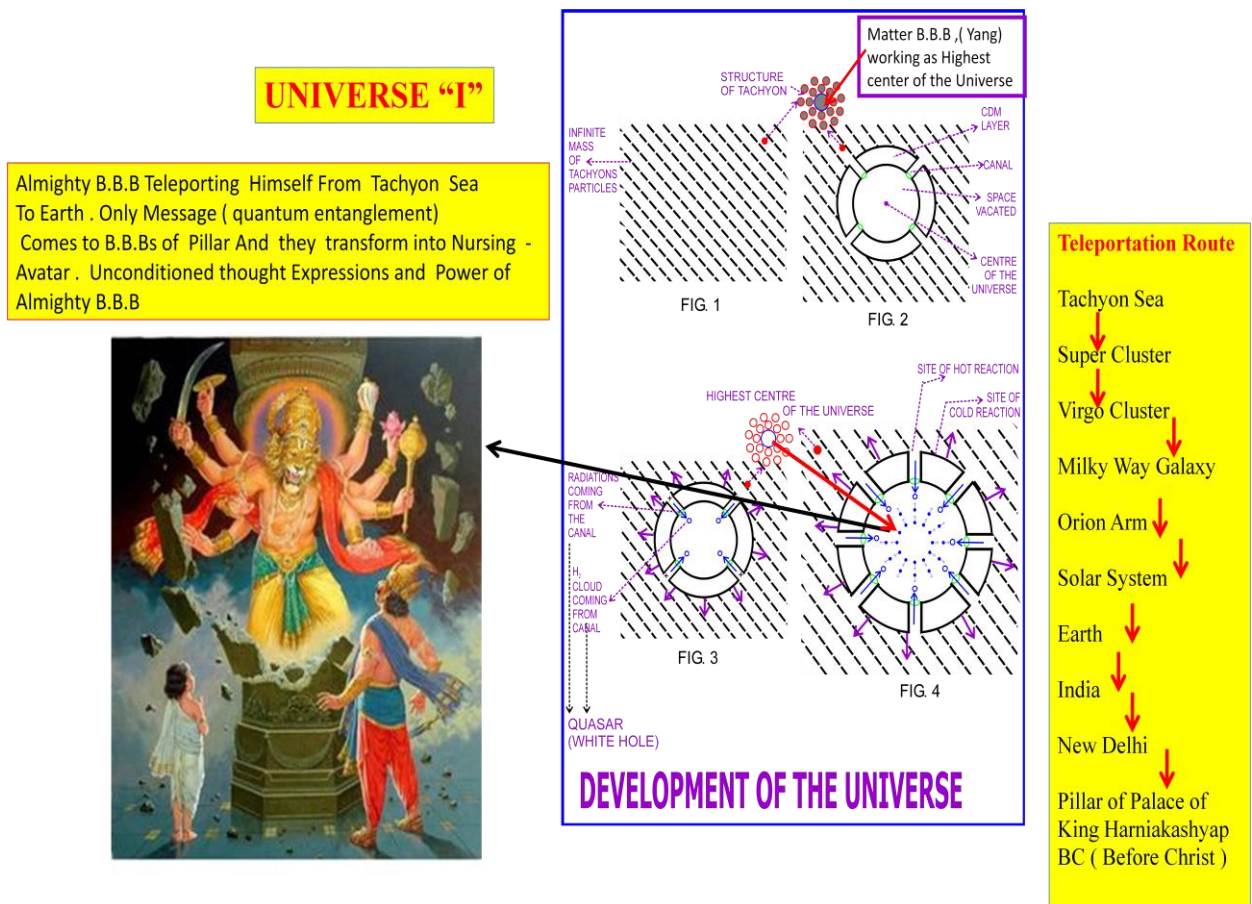 UNIVERSE “I”
Almighty B.B.B Teleporting Himself From Tachyon Sea
To Earth . Only Message ( quantum entanglement)
Comes to B.B.Bs of Pillar And they transform into Nursing -
Avatar . Unconditioned thought Expressions and Power of
Almighty B.B.B
Matter B.B.B ,( Yang)
working as Highest
center of the Universe
STRUCTURE
OF TACHYON
INFINITE
MASS
OF
TACHYONS
PARTICLES
FIG. 1
CDM
LAYER
CANAL
SPACE
VACATED
CENTRE
OF THE
UNIVERSE
FIG. 2
HIGHEST CENTRE
OF THE UNIVERSE
RADIATIONS
COMING
FROM
THE
CANAL
H,
CLOUD
COMING
FROM
CANAL
FIG. 3
QUASAR
(WHITE HOLE)
SITE OF HOT REACTION
SITE OF
COLD REACTION
FIG. 4
DEVELOPMENT OF THE UNIVERSE
Teleportation Route
Tachyon Sea
Super Cluster
Virgo Cluster
Milky Way Galaxy
Orion Arm
Solar System
Earth
India
New Delhi
Pillar of Palace of
King Harniakashyap
BC ( Before Christ )